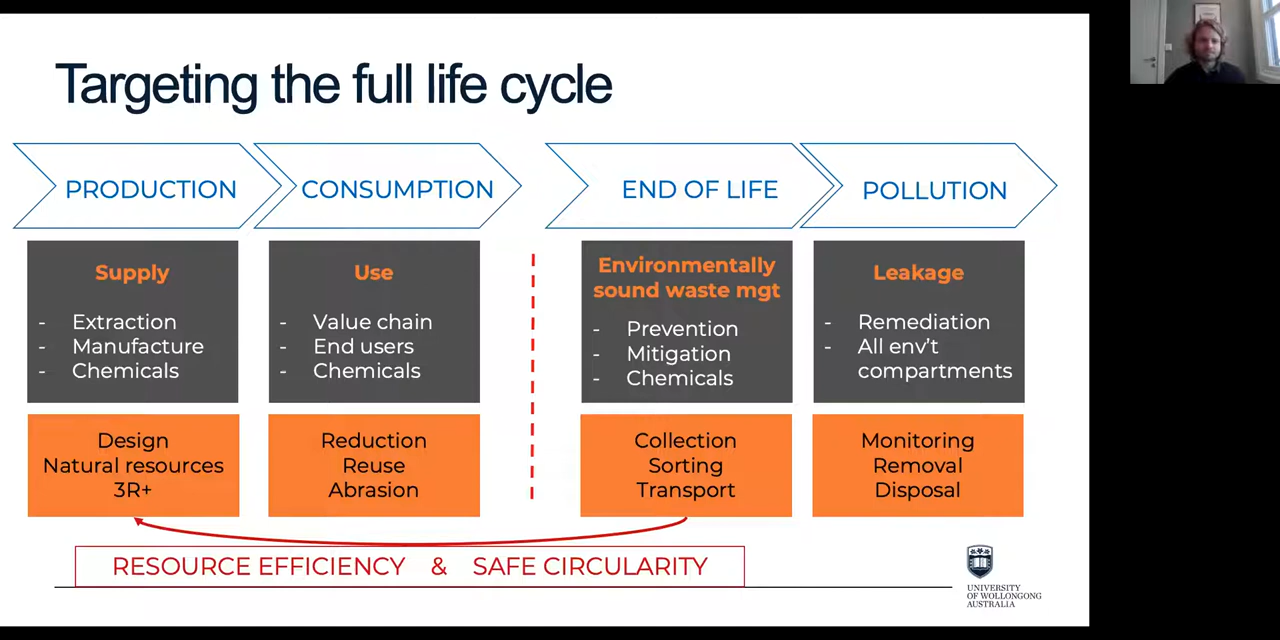 Targeting the full life cycle
PRODUCTION
CONSUMPTION
END OF LIFE
POLLUTION
Supply
- Extraction
- Manufacture
- Chemicals
Use
- Value chain
- End users
- Chemicals
Environmentally
sound waste mgt
- Prevention
- Mitigation
- Chemicals
Leakage
- Remediation
- All env't
compartments
Design
Natural resources
3R+
Reduction
Reuse
Abrasion
Collection
Sorting
Transport
Monitoring
Removal
Disposal
RESOURCE EFFICIENCY & SAFE CIRCULARITY
UNIVERSITY
OF WOLLONGONG
AUSTRALIA